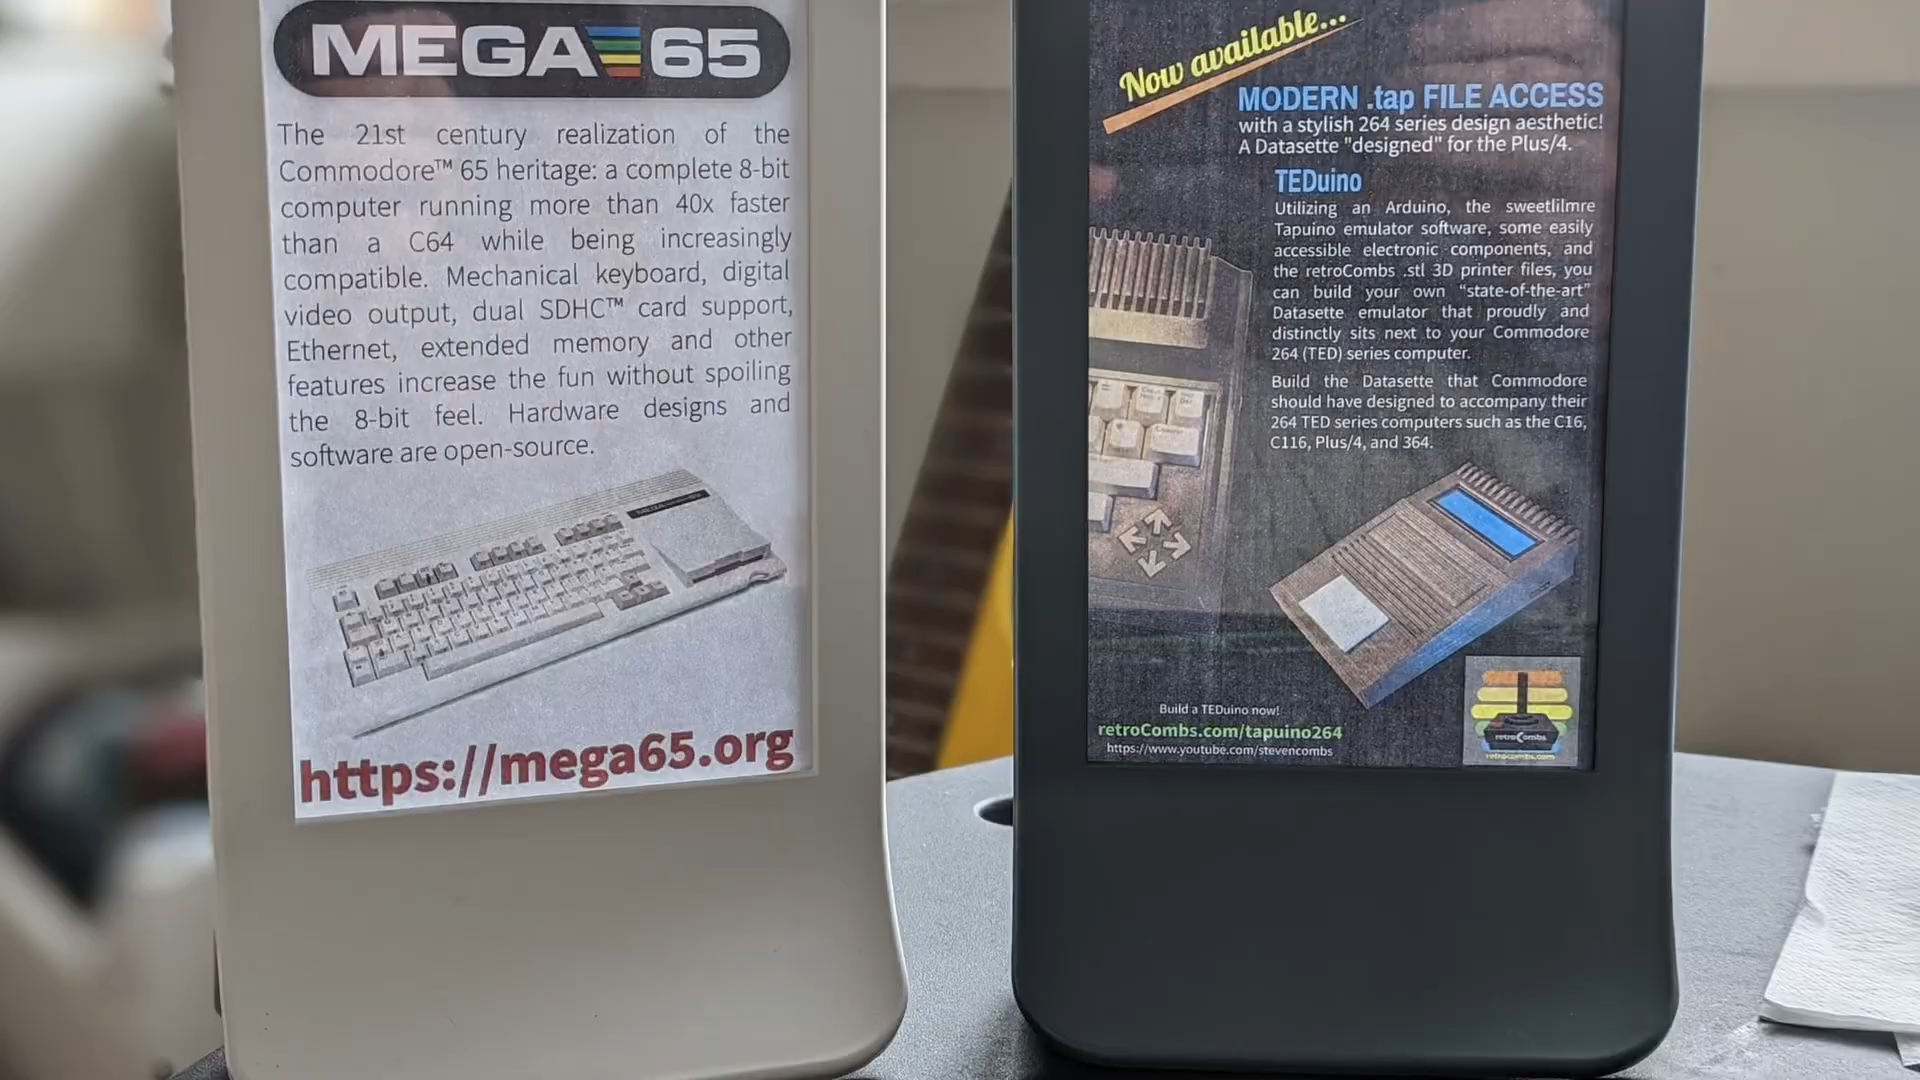 MEGA 65
The 21st century realization of the
Commodore™ 65 heritage: a complete 8-bit
computer running more than 40x faster
than a C64 while being increasingly
compatible. Mechanical keyboard, digital
video output, dual SDHC™ card support,
Ethernet, extended memory and other
features increase the fun without spoiling
the 8-bit feel. Hardware designs and
software are open-source.
https://mega65.org
Now available...
MODERN .tap FILE ACCESS
with a stylish 264 series design aesthetic!
A Datasette "designed" for the Plus/4.
TEDuino
Utilizing an Arduino, the sweetlilmre
Tapuino emulator software, some easily
accessible electronic components, and
the retroCombs .stl 3D printer files, you
can build your own “state-of-the-art”
Datasette emulator that proudly and
distinctly sits next to your Commodore
264 (TED) series computer.
Build the Datasette that Commodore
should have designed to accompany their
264 TED series computers such as the C16,
C116, Plus/4, and 364.
Build a TEDuino now!
retroCombs.com/tapuino264
https://www.youtube.com/stevencombs
retroCombs
retrocombs.com